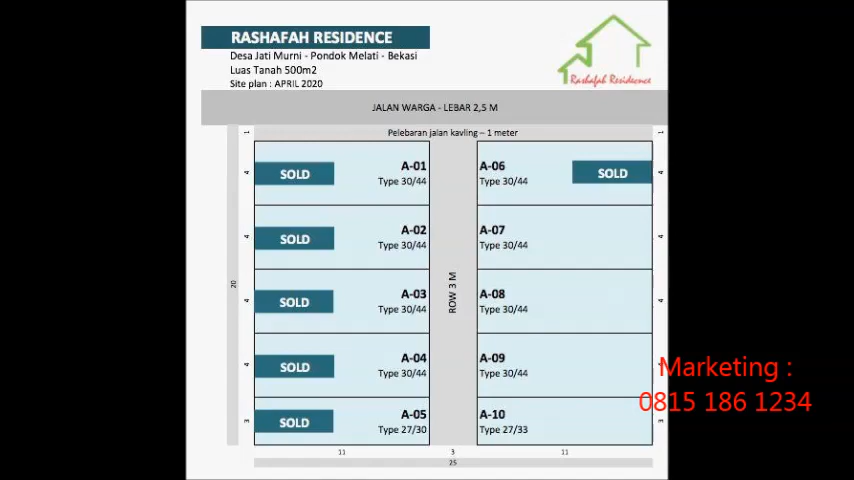 RASHAFAH RESIDENCE
Desa Jati Murni - Pondok Melati - Bekasi
Luas Tanah 500m2
Site plan : APRIL 2020
Rashafah Residence
JALAN WARGA - LEBAR 2,5 M
1
Pelebaran jalan kavling – 1 meter
1
4
SOLD
A-01
Type 30/44
A-06
Type 30/44
SOLD
4
4
SOLD
A-02
Type 30/44
A-07
Type 30/44
4
20
4
SOLD
A-03
Type 30/44
ROW 3 M
A-08
Type 30/44
4
4
SOLD
A-04
Type 30/44
A-09
Type 30/44
Marketing :
0815 186 1234
3
SOLD
A-05
Type 27/30
A-10
Type 27/33
3
11
3
11
25